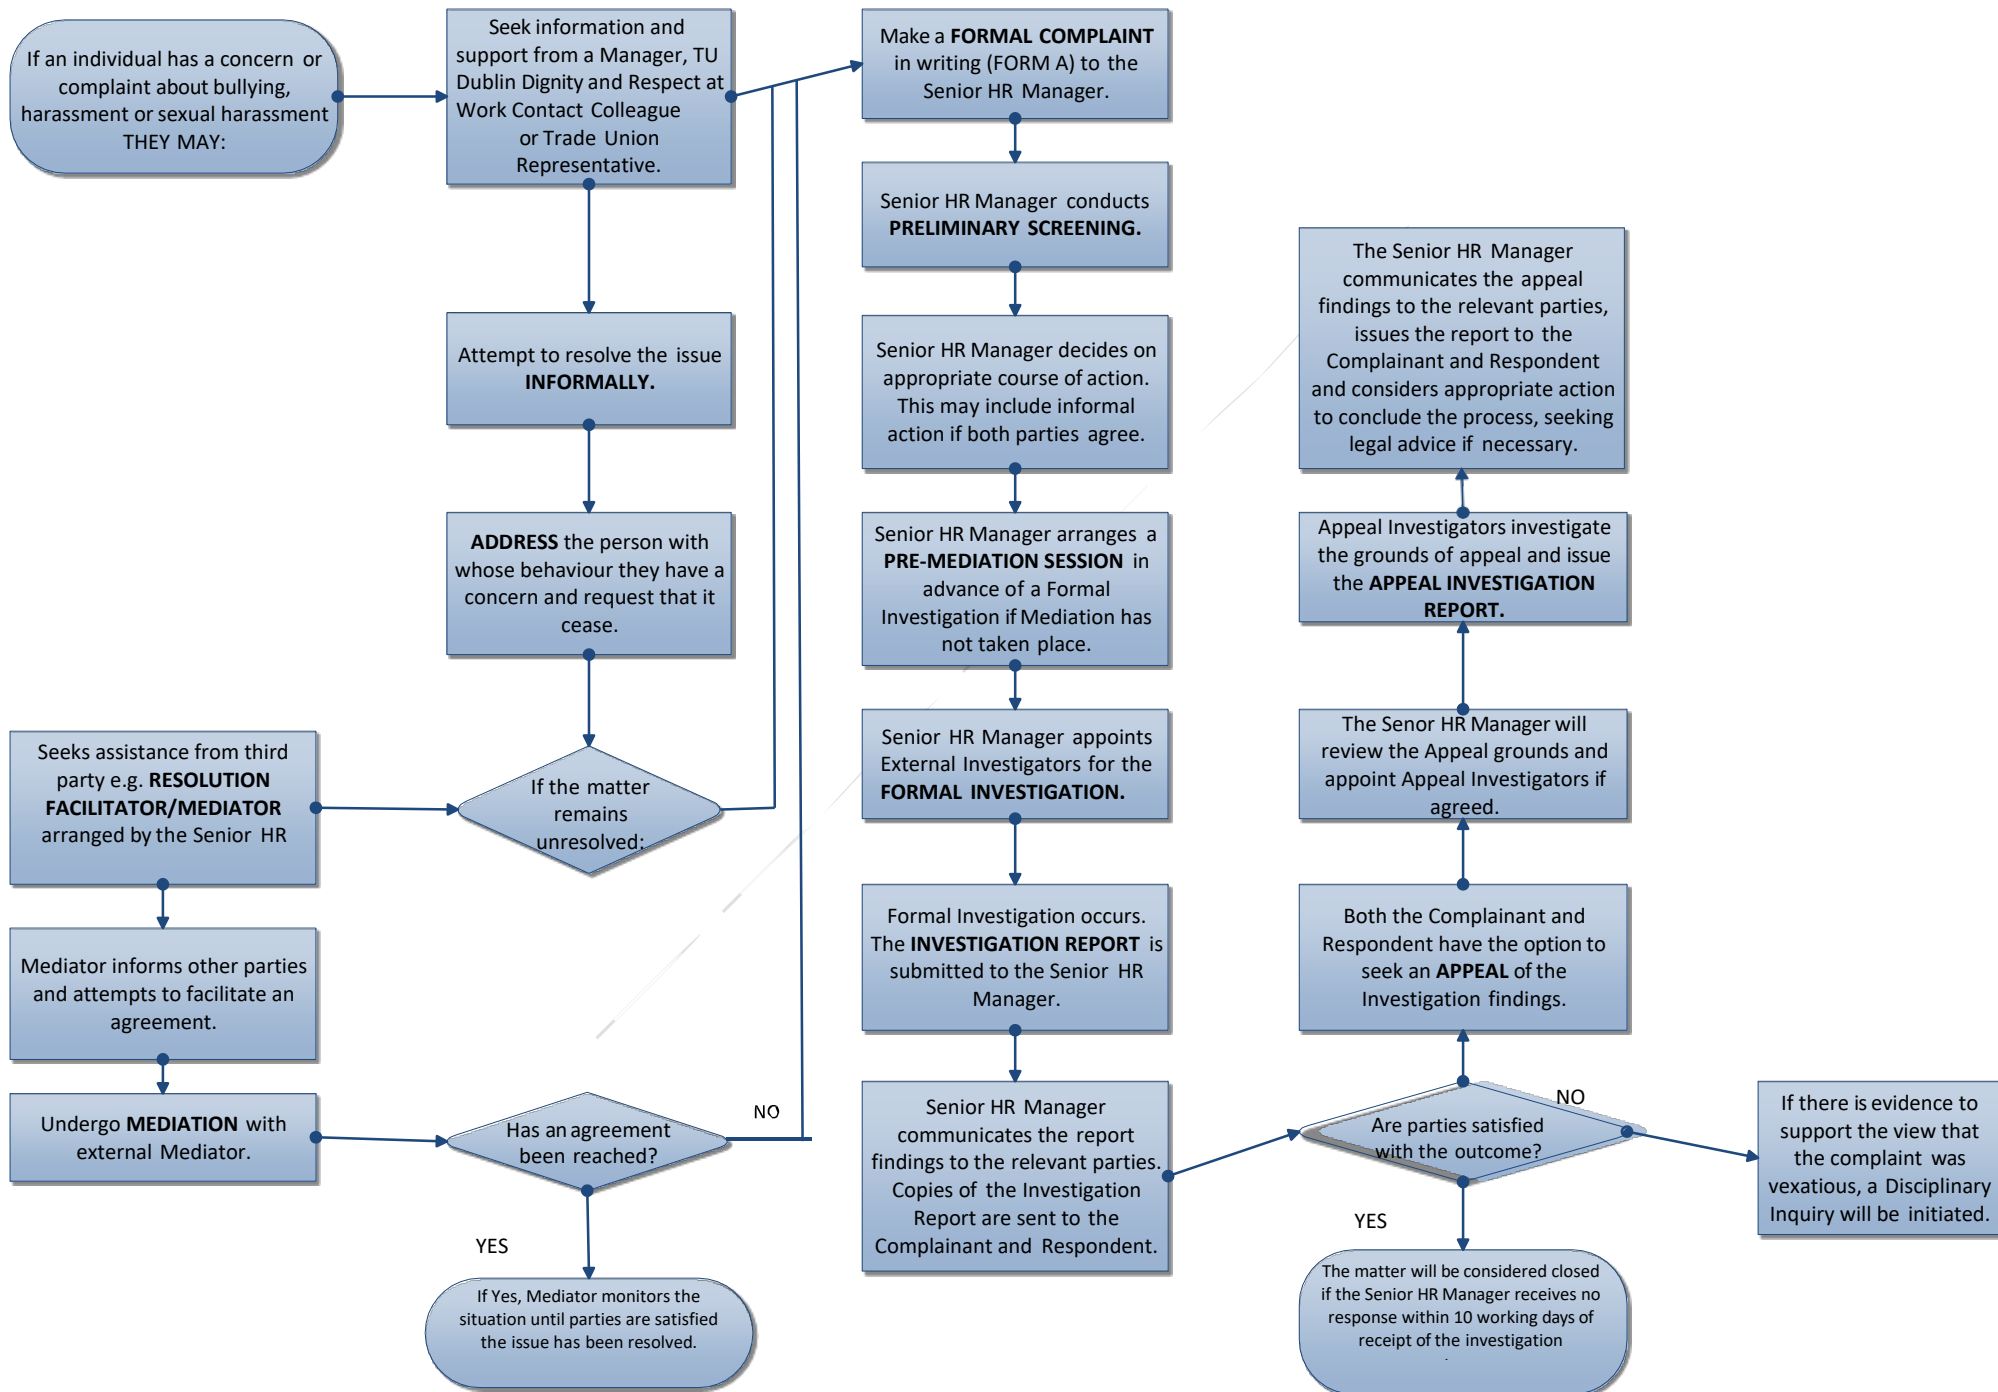 If an individual has a concern or
complaint about bullying,
harassment or sexual harassment
THEY MAY:
Seek information and
support from a Manager, TU
Dublin Dignity and Respect at
Work Contact Colleague
or Trade Union
Representative.
Attempt to resolve the issue
INFORMALLY.
ADDRESS the person with
whose behaviour they have a
concern and request that it
cease.
If the matter
remains
unresolved:
Seeks assistance from third
party e.g. RESOLUTION
FACILITATOR/MEDIATOR
arranged by the Senior HR
Mediator informs other parties
and attempts to facilitate an
agreement.
Undergo MEDIATION with
external Mediator.
Has an agreement
been reached?
NO
YES
If Yes, Mediator monitors the
situation until parties are satisfied
the issue has been resolved.
Make a FORMAL COMPLAINT
in writing (FORM A) to the
Senior HR Manager.
Senior HR Manager conducts
PRELIMINARY SCREENING.
Senior HR Manager decides on
appropriate course of action.
This may include informal
action if both parties agree.
Senior HR Manager arranges a
PRE-MEDIATION SESSION in
advance of a Formal
Investigation if Mediation has
not taken place.
Senior HR Manager appoints
External Investigators for the
FORMAL INVESTIGATION.
Formal Investigation occurs.
The INVESTIGATION REPORT is
submitted to the Senior HR
Manager.
Senior HR Manager
communicates the report
findings to the relevant parties.
Copies of the Investigation
Report are sent to the
Complainant and Respondent.
Are parties satisfied
with the outcome?
NO
YES
The matter will be considered closed
if the Senior HR Manager receives no
response within 10 working days of
receipt of the investigation
If there is evidence to
support the view that
the complaint was
vexatious, a Disciplinary
Inquiry will be initiated.
Both the Complainant and
Respondent have the option to
seek an APPEAL of the
Investigation findings.
The Senor HR Manager will
review the Appeal grounds and
appoint Appeal Investigators if
agreed.
Appeal Investigators investigate
the grounds of appeal and issue
the APPEAL INVESTIGATION
REPORT.
The Senior HR Manager
communicates the appeal
findings to the relevant parties,
issues the report to the
Complainant and Respondent
and considers appropriate action
to conclude the process, seeking
legal advice if necessary.